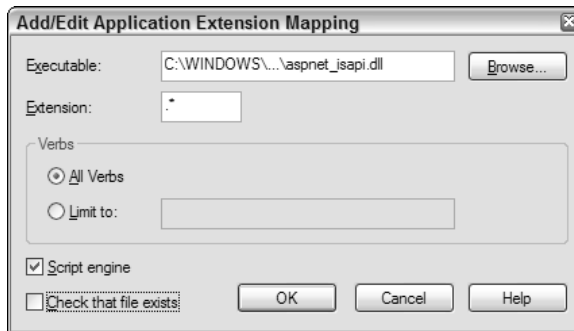 Add/Edit Application Extension Mapping
Executable: C:\WINDOWS\...\aspnet_isapi.dll Browse...
Extension: .*
Verbs
All Verbs
Limit to:
Script engine
Check that file exists OK Cancel Help